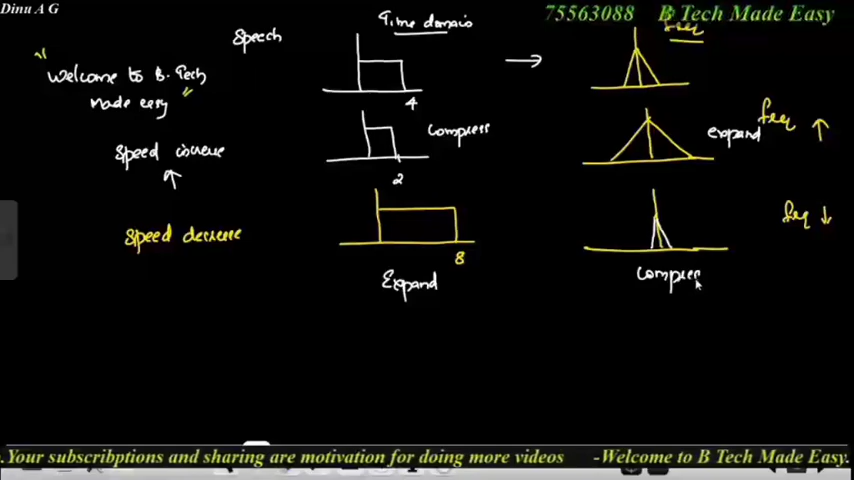 Dinu A G
75563088 B Tech Made Easy
Speech
Time domain
freq
"Welcome to B.Tech
made easy"
4
Compress
expand
freq ↑
Speed increase
2
Speed decrease
8
freq ↓
Expand
Compress
.Your subscribptions and sharing are motivation for doing more videos -Welcome to B Tech Made Easy.